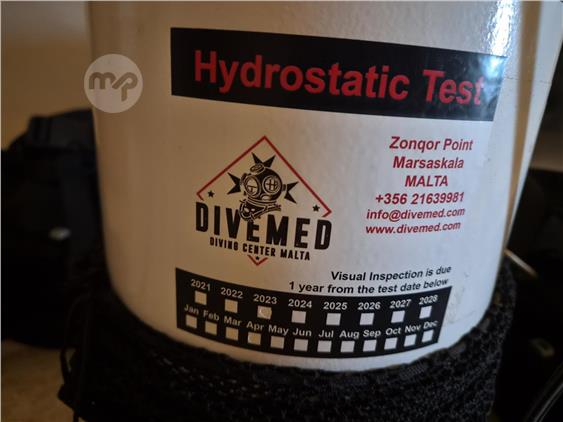 mp
Hydrostatic Test
Zonqor Point
Marsaskala
MALTA
+356 21639981
info@divemed.com
www.divemed.com
DIVEMED
DIVING CENTER MALTA
Visual Inspection is due
1 year from the test date below
2021 2022 2023 2024 2025 2026 2027 2028
Jan Feb Mar Apr May Jun Jul Aug Sep Oct Nov Dec